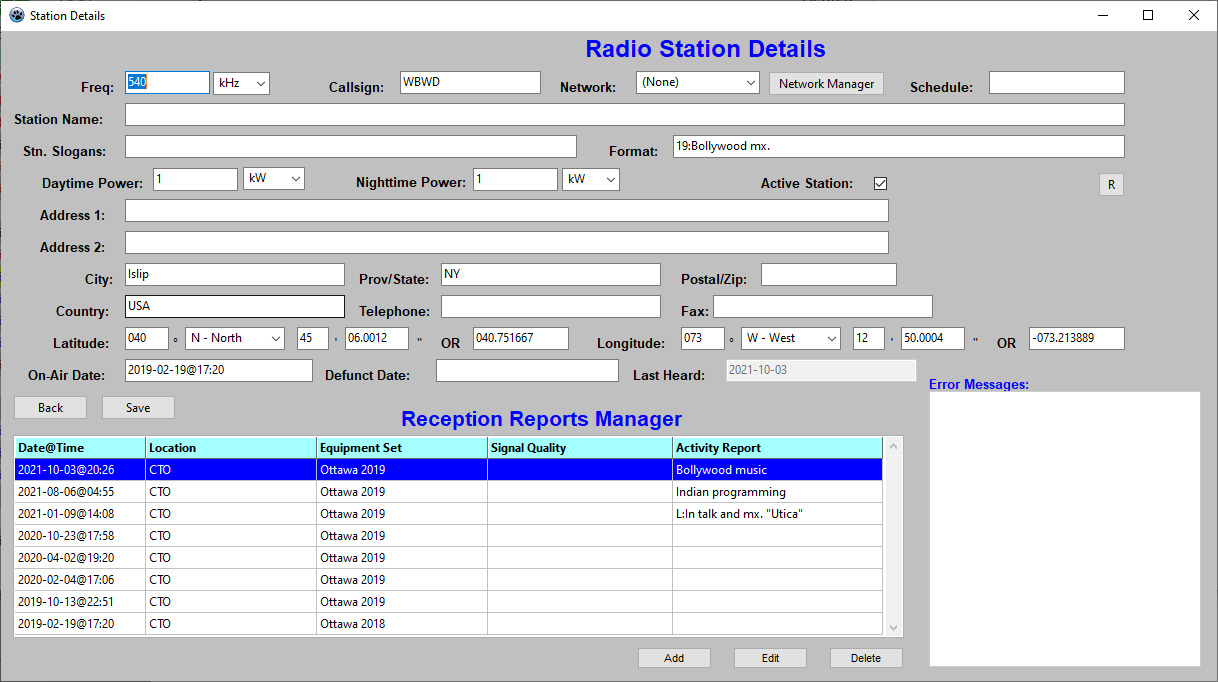 Station Details
Radio Station Details
Freq: 540 kHz Callsign: WBWD Network: (None) Network Manager Schedule:
Station Name:
Stn. Slogans: Format: 19:Bollywood mx.
Daytime Power: 1 kW Nighttime Power: 1 kW Active Station: R
Address 1:
Address 2:
City: Islip Prov/State: NY Postal/Zip:
Country: USA Telephone: Fax:
Latitude: 040 ° N - North 45 ' 06.0012 " OR 040.751667 Longitude: 073 ° W - West 12 ' 50.0004 " OR -073.213889
On-Air Date: 2019-02-19@17:20 Defunct Date: Last Heard: 2021-10-03
Error Messages:
Back Save
Reception Reports Manager
Date@Time Location Equipment Set Signal Quality Activity Report
2021-10-03@20:26 CTO Ottawa 2019 Bollywood music
2021-08-06@04:55 CTO Ottawa 2019 Indian programming
2021-01-09@14:08 CTO Ottawa 2019 L:In talk and mx. "Utica"
2020-10-23@17:58 CTO Ottawa 2019
2020-04-02@19:20 CTO Ottawa 2019
2020-02-04@17:06 CTO Ottawa 2019
2019-10-13@22:51 CTO Ottawa 2019
2019-02-19@17:20 CTO Ottawa 2018
Add Edit Delete